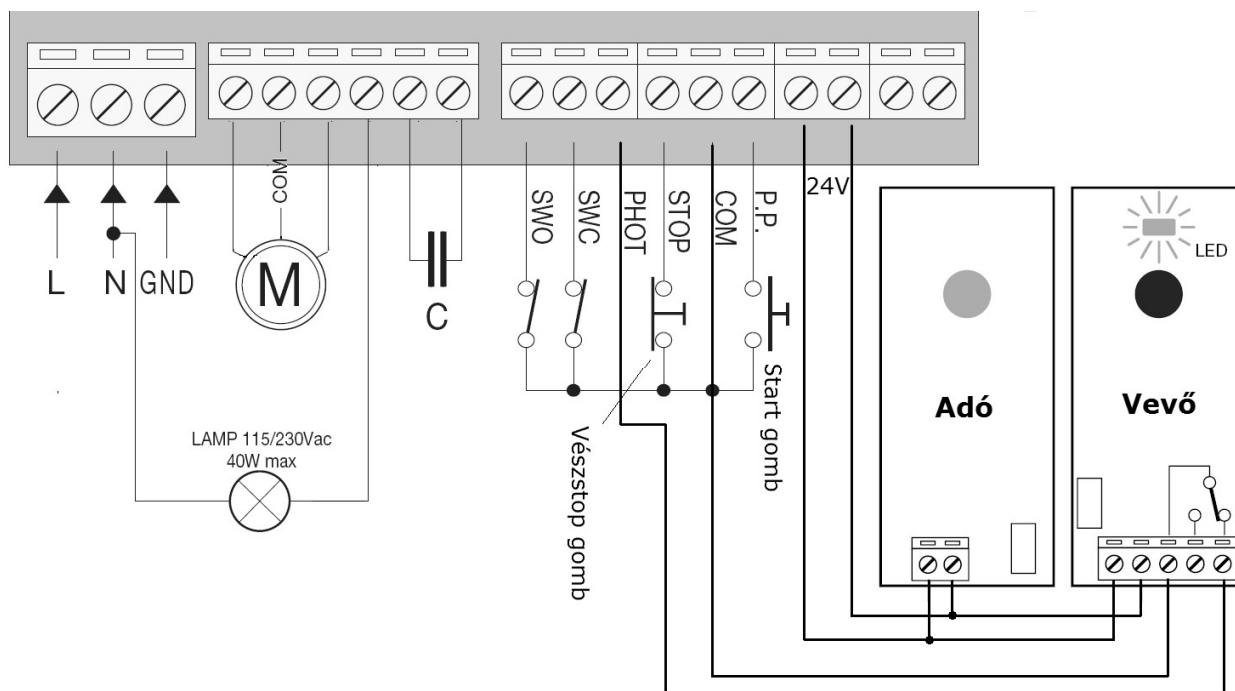 L
N
GND
COM
M
C
LAMP 115/230Vac
40W max
SWO
SWC
PHOT
STOP
COM
P.P.
Vészstop gomb
Start gomb
24V
Adó
LED
Vevő